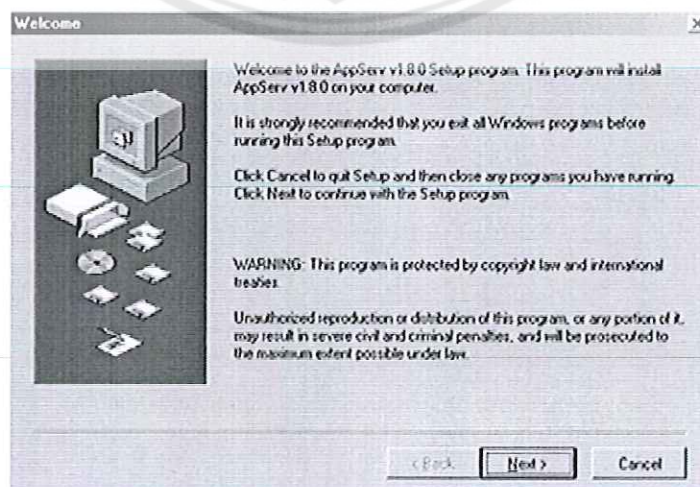 Welcome
Welcome to the AppServ v1.8.0 Setup program. This program will install
AppServ v1.8.0 on your computer.
It is strongly recommended that you exit all Windows programs before
running this Setup program.
Click Cancel to quit Setup and then close any programs you have running.
Click Next to continue with the Setup program.
WARNING: This program is protected by copyright law and international
treaties.
Unauthorized reproduction or distribution of this program, or any portion of it,
may result in severe civil and criminal penalties, and will be prosecuted to
the maximum extent possible under law.
< Back
Next >
Cancel